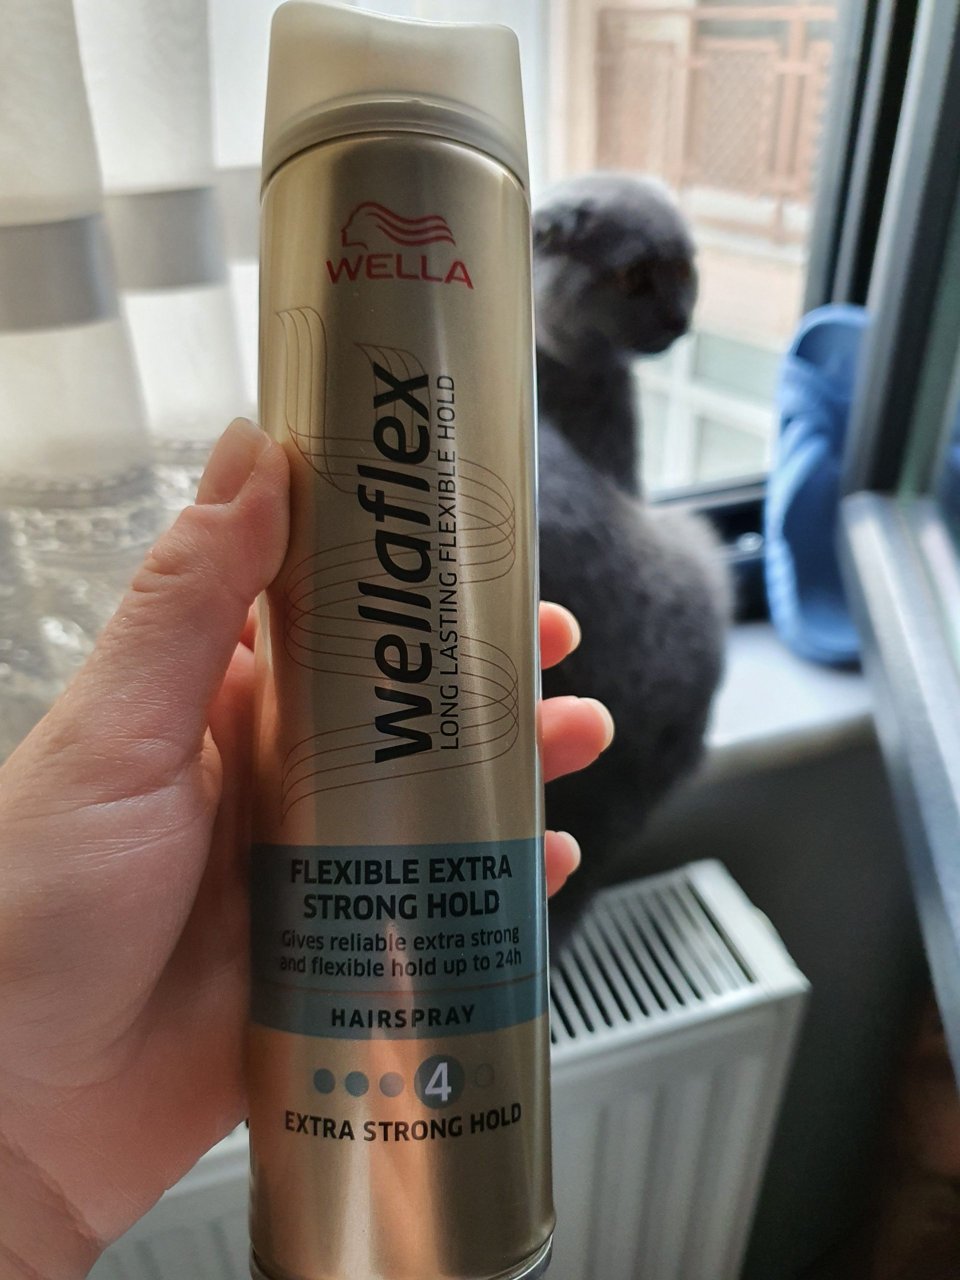 WELLA
wellaflex
LONG LASTING FLEXIBLE HOLD
FLEXIBLE EXTRA
STRONG HOLD
Gives reliable extra strong
and flexible hold up to 24h
HAIRSPRAY
4
EXTRA STRONG HOLD